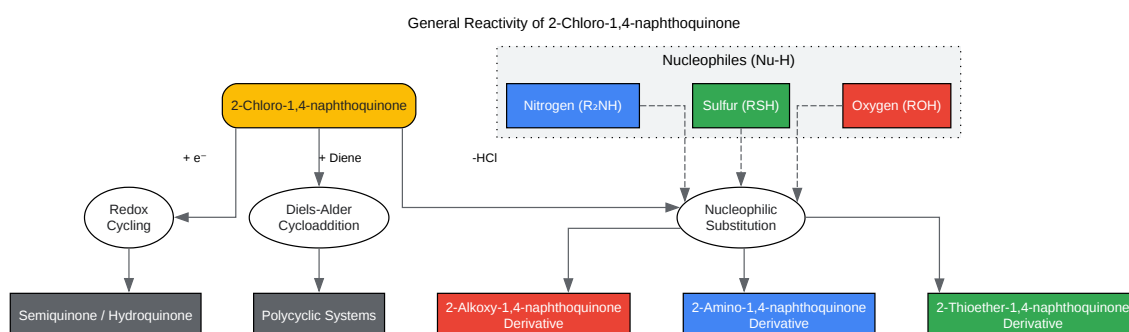 General Reactivity of 2-Chloro-1,4-naphthoquinone
Nucleophiles (Nu-H)
2-Chloro-1,4-naphthoquinone
Nitrogen (R₂NH)
Sulfur (RSH)
Oxygen (ROH)
+ e⁻
+ Diene
-HCl
Redox
Cycling
Diels-Alder
Cycloaddition
Nucleophilic
Substitution
Semiquinone / Hydroquinone
Polycyclic Systems
2-Alkoxy-1,4-naphthoquinone
Derivative
2-Amino-1,4-naphthoquinone
Derivative
2-Thioether-1,4-naphthoquinone
Derivative